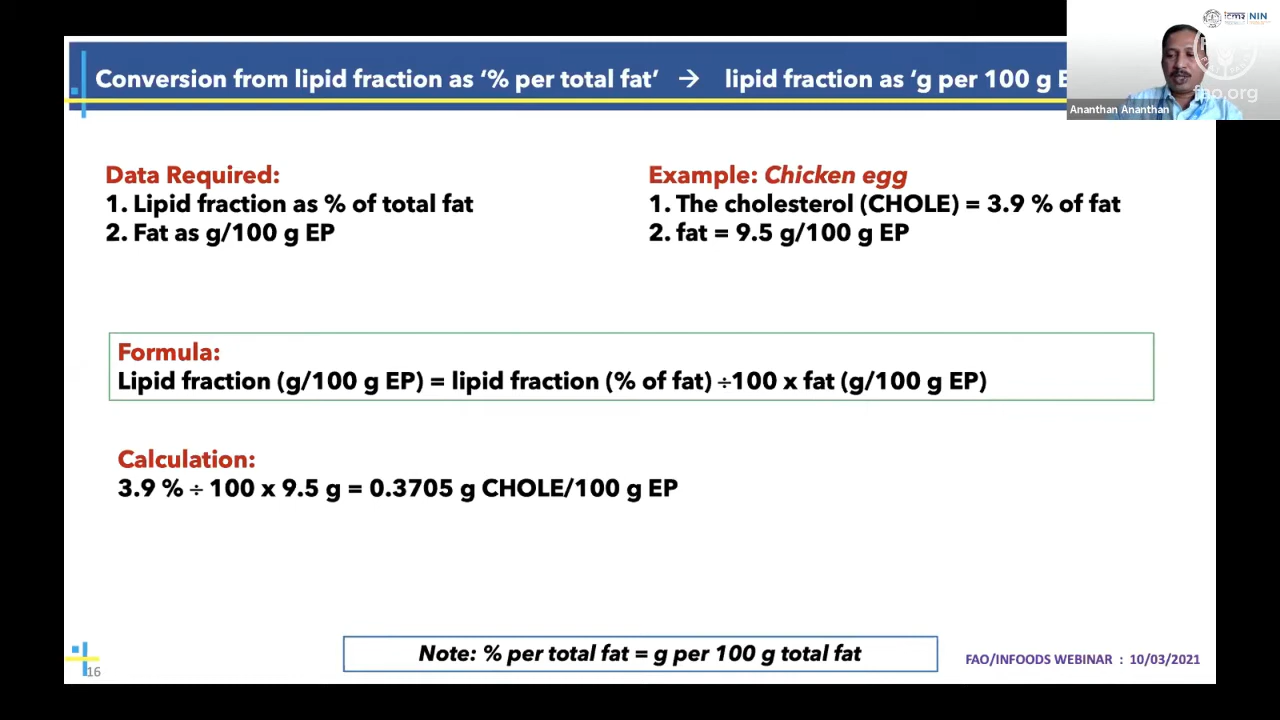 Conversion from lipid fraction as ‘% per total fat’ → lipid fraction as ‘g per 100 g
NIN
fao.org
Ananthan Ananthan
Data Required:
1. Lipid fraction as % of total fat
2. Fat as g/100 g EP
Example: Chicken egg
1. The cholesterol (CHOLE) = 3.9 % of fat
2. fat = 9.5 g/100 g EP
Formula:
Lipid fraction (g/100 g EP) = lipid fraction (% of fat) ÷100 x fat (g/100 g EP)
Calculation:
3.9 % ÷ 100 x 9.5 g = 0.3705 g CHOLE/100 g EP
Note: % per total fat = g per 100 g total fat
FAO/INFOODS WEBINAR : 10/03/2021
16